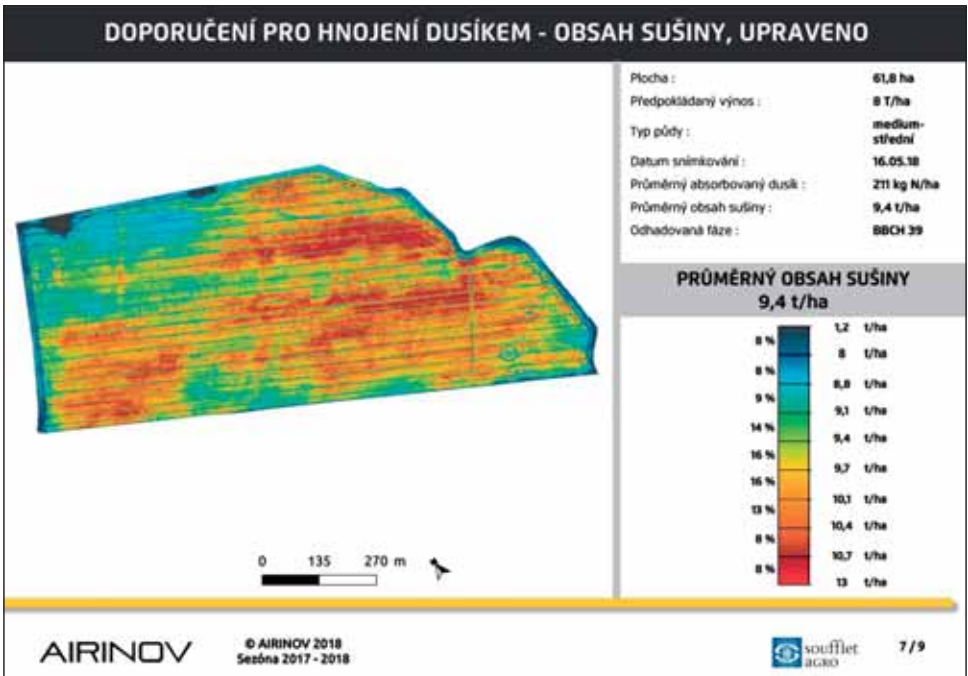 DOPORUČENÍ PRO HNOJENÍ DUSÍKEM - OBSAH SUŠINY, UPRAVENO
Plocha : 61,8 ha
Předpokládaný výnos : 8 T/ha
Typ půdy : medium-
střední
Datum snímkování : 16.05.18
Průměrný absorbovaný dusík : 211 kg N/ha
Průměrný obsah sušiny : 9,4 t/ha
Odhadovaná fáze : BBCH 39
PRŮMĚRNÝ OBSAH SUŠINY
9,4 t/ha
1,2 t/ha
8 %
8 t/ha
8 %
8,8 t/ha
9 %
9,1 t/ha
14 %
9,4 t/ha
16 %
9,7 t/ha
16 %
10,1 t/ha
13 %
10,4 t/ha
8 %
10,7 t/ha
8 %
13 t/ha
0 135 270 m
AIRINOV
© AIRINOV 2018
Sezóna 2017 - 2018
soufflet
AGRO
7/9